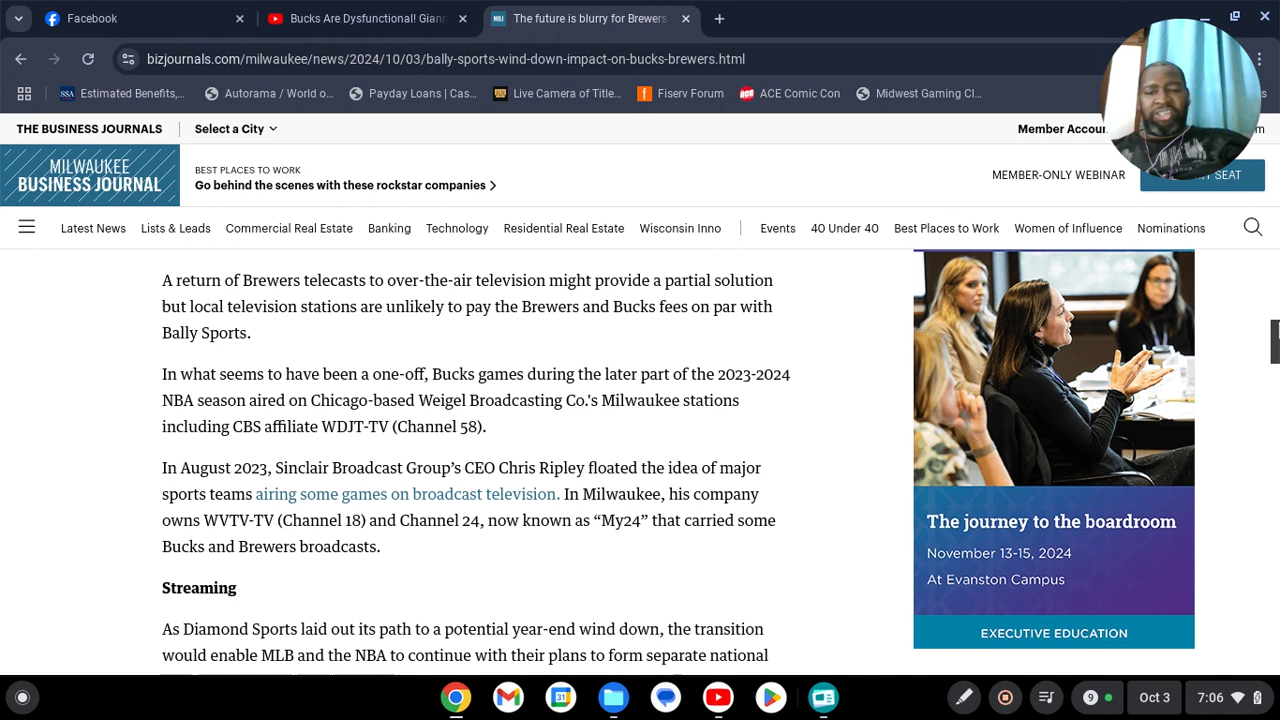 Facebook
Bucks Are Dysfunctional! Giann
MBJ
The future is blurry for Brewers
bizjournals.com/milwaukee/news/2024/10/03/bally-sports-wind-down-impact-on-bucks-brewers.html
SSA
Estimated Benefits,...
Autorama / World o...
Payday Loans | Cas...
Live Camera of Title...
Fiserv Forum
ACE Comic Con
Midwest Gaming Cl...
THE BUSINESS JOURNALS
Select a City
Member Accou
MILWAUKEE
BUSINESS JOURNAL
BEST PLACES TO WORK
Go behind the scenes with these rockstar companies
MEMBER-ONLY WEBINAR
SEAT
Latest News
Lists & Leads
Commercial Real Estate
Banking
Technology
Residential Real Estate
Wisconsin Inno
Events
40 Under 40
Best Places to Work
Women of Influence
Nominations
A return of Brewers telecasts to over-the-air television might provide a partial solution
but local television stations are unlikely to pay the Brewers and Bucks fees on par with
Bally Sports.
In what seems to have been a one-off, Bucks games during the later part of the 2023-2024
NBA season aired on Chicago-based Weigel Broadcasting Co.'s Milwaukee stations
including CBS affiliate WDJT-TV (Channel 58).
In August 2023, Sinclair Broadcast Group’s CEO Chris Ripley floated the idea of major
sports teams airing some games on broadcast television. In Milwaukee, his company
owns WVTV-TV (Channel 18) and Channel 24, now known as “My24” that carried some
Bucks and Brewers broadcasts.
Streaming
As Diamond Sports laid out its path to a potential year-end wind down, the transition
would enable MLB and the NBA to continue with their plans to form separate national
The journey to the boardroom
November 13-15, 2024
At Evanston Campus
EXECUTIVE EDUCATION
31
9
Oct 3
7:06